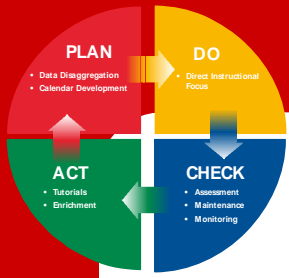 PLAN
• Data Disaggregation
• Calendar Development
DO
• Direct Instructional
Focus
ACT
• Tutorials
• Enrichment
CHECK
• Assessment
• Maintenance
• Monitoring